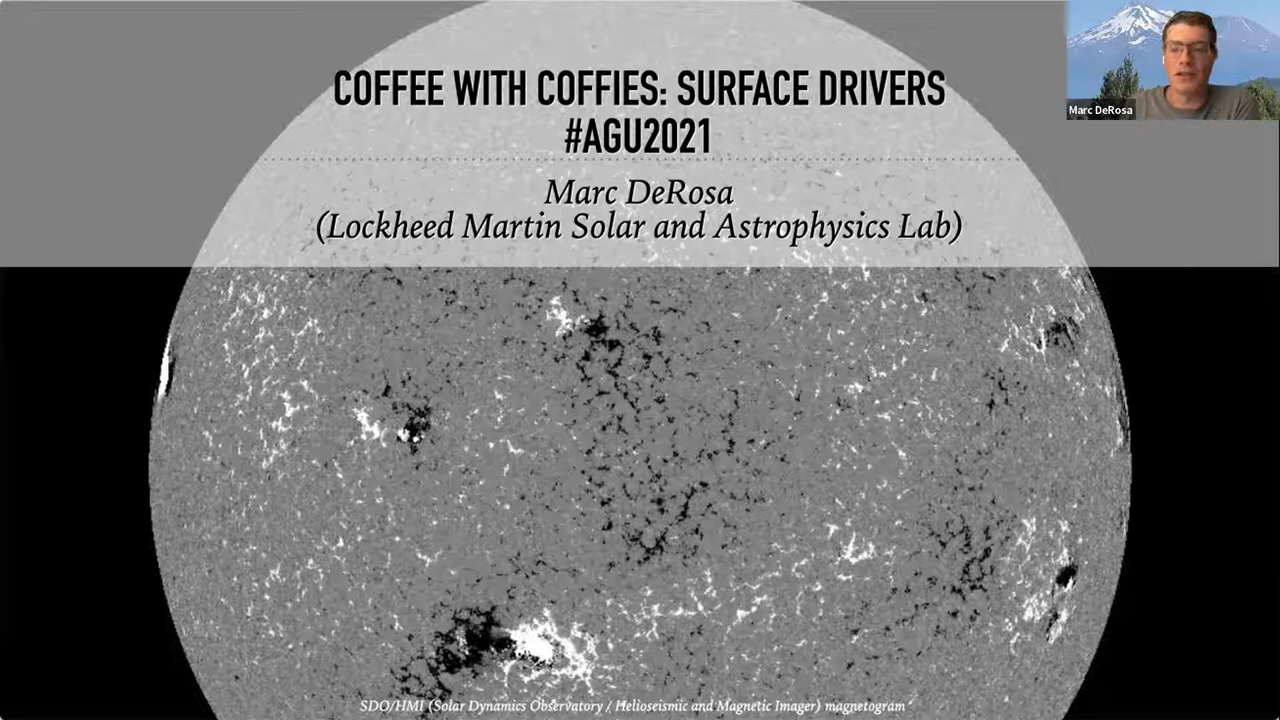 COFFEE WITH COFFIES: SURFACE DRIVERS
#AGU2021
Marc DeRosa
(Lockheed Martin Solar and Astrophysics Lab)
Marc DeRosa
SDO/HMI (Solar Dynamics Observatory / Helioseismic and Magnetic Imager) magnetogram